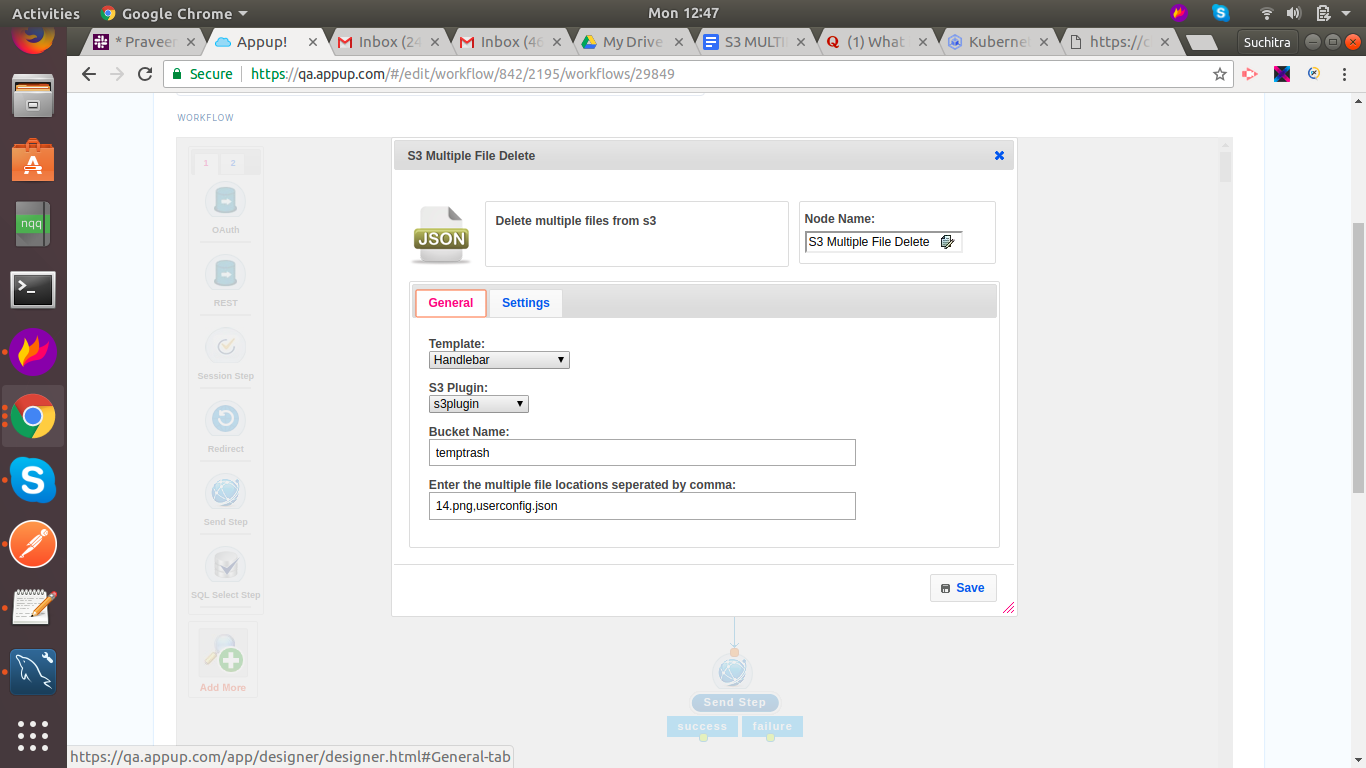 Activities Google Chrome Mon 12:47
* Praveer Appup! Inbox (24 Inbox (46 My Drive S3 MULTI (1) What Kuberne https://c Suchitra
Secure https://qa.appup.com/#/edit/workflow/842/2195/workflows/29849
WORKFLOW
S3 Multiple File Delete
1 2
JSON
Delete multiple files from s3
Node Name:
S3 Multiple File Delete
nqq
OAuth
General Settings
REST
Template:
Handlebar
Session Step
S3 Plugin:
s3plugin
Bucket Name:
temptrash
Redirect
Enter the multiple file locations seperated by comma:
14.png,userconfig.json
Send Step
Save
SQL Select Step
Add More
Send Step
success failure
https://qa.appup.com/app/designer/designer.html#General-tab